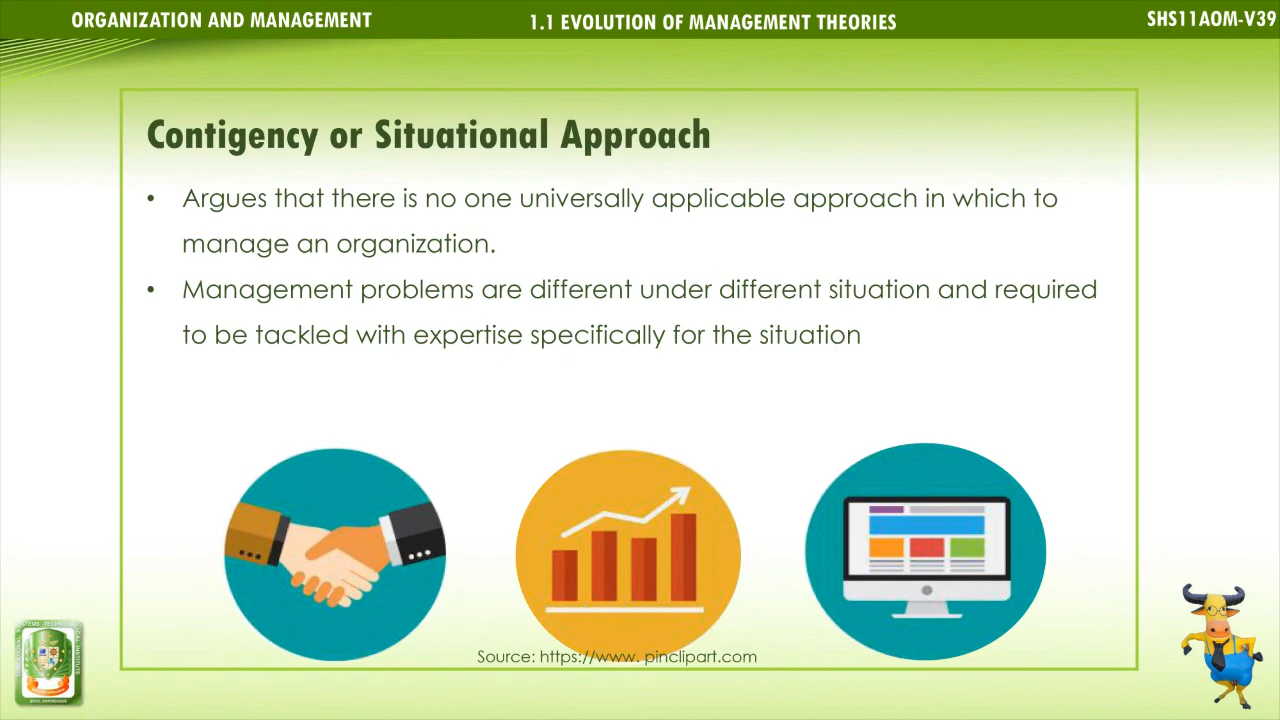 ORGANIZATION AND MANAGEMENT
1.1 EVOLUTION OF MANAGEMENT THEORIES
SHS11AOM-V39
Contigency or Situational Approach
• Argues that there is no one universally applicable approach in which to
manage an organization.
• Management problems are different under different situation and required
to be tackled with expertise specifically for the situation
Source: https://www. pinclipart.com